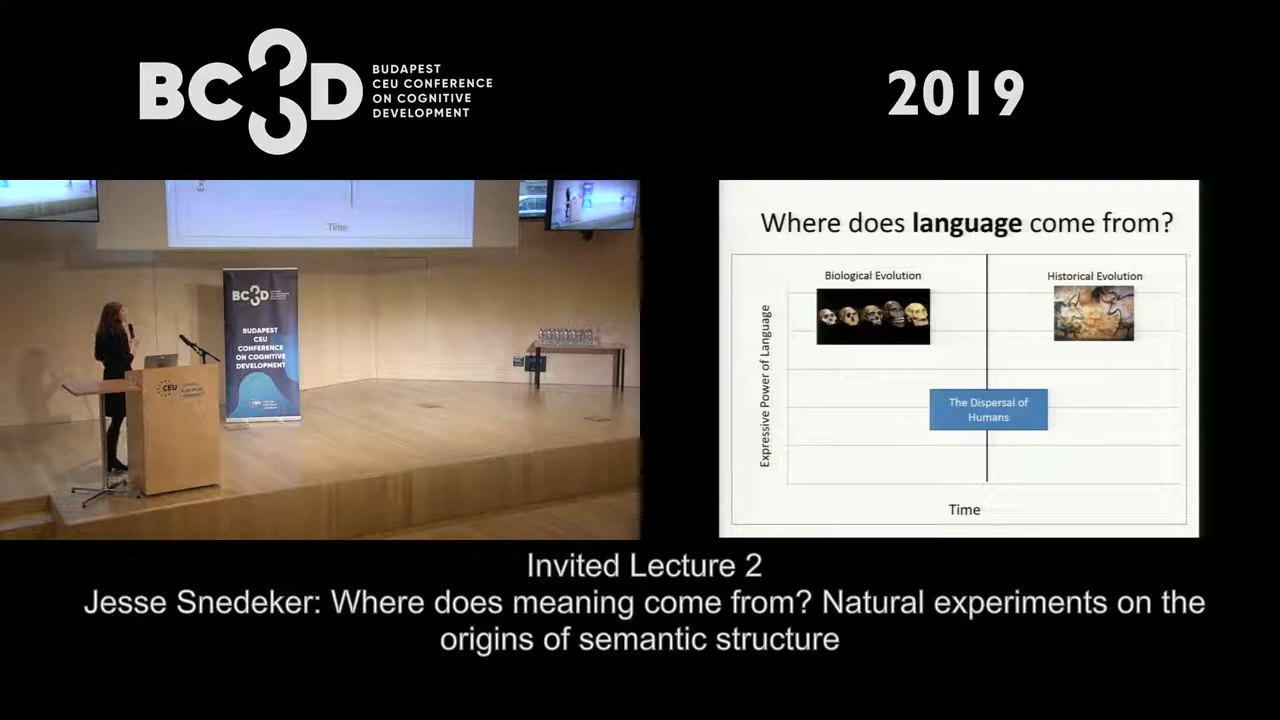 BC3D
BUDAPEST
CEU CONFERENCE
ON COGNITIVE
DEVELOPMENT
2019
Time
BC3D
BUDAPEST
CEU
CONFERENCE
ON COGNITIVE
DEVELOPMENT
CEU
CEU
Where does language come from?
Biological Evolution
Historical Evolution
Expressive Power of Language
The Dispersal of
Humans
Time
Invited Lecture 2
Jesse Snedeker: Where does meaning come from? Natural experiments on the
origins of semantic structure